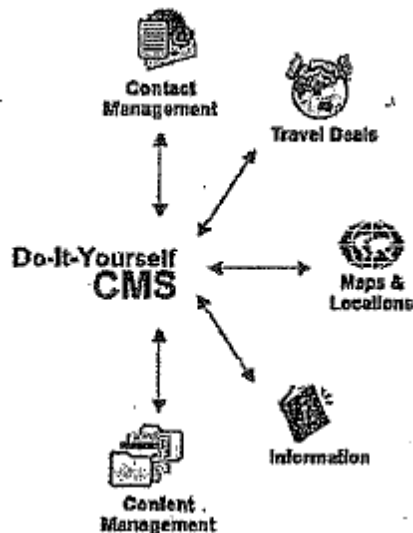 Contact
Management
Travel Deals
Do-It-Yourself
CMS
Maps &
Locations
Information
Content
Management